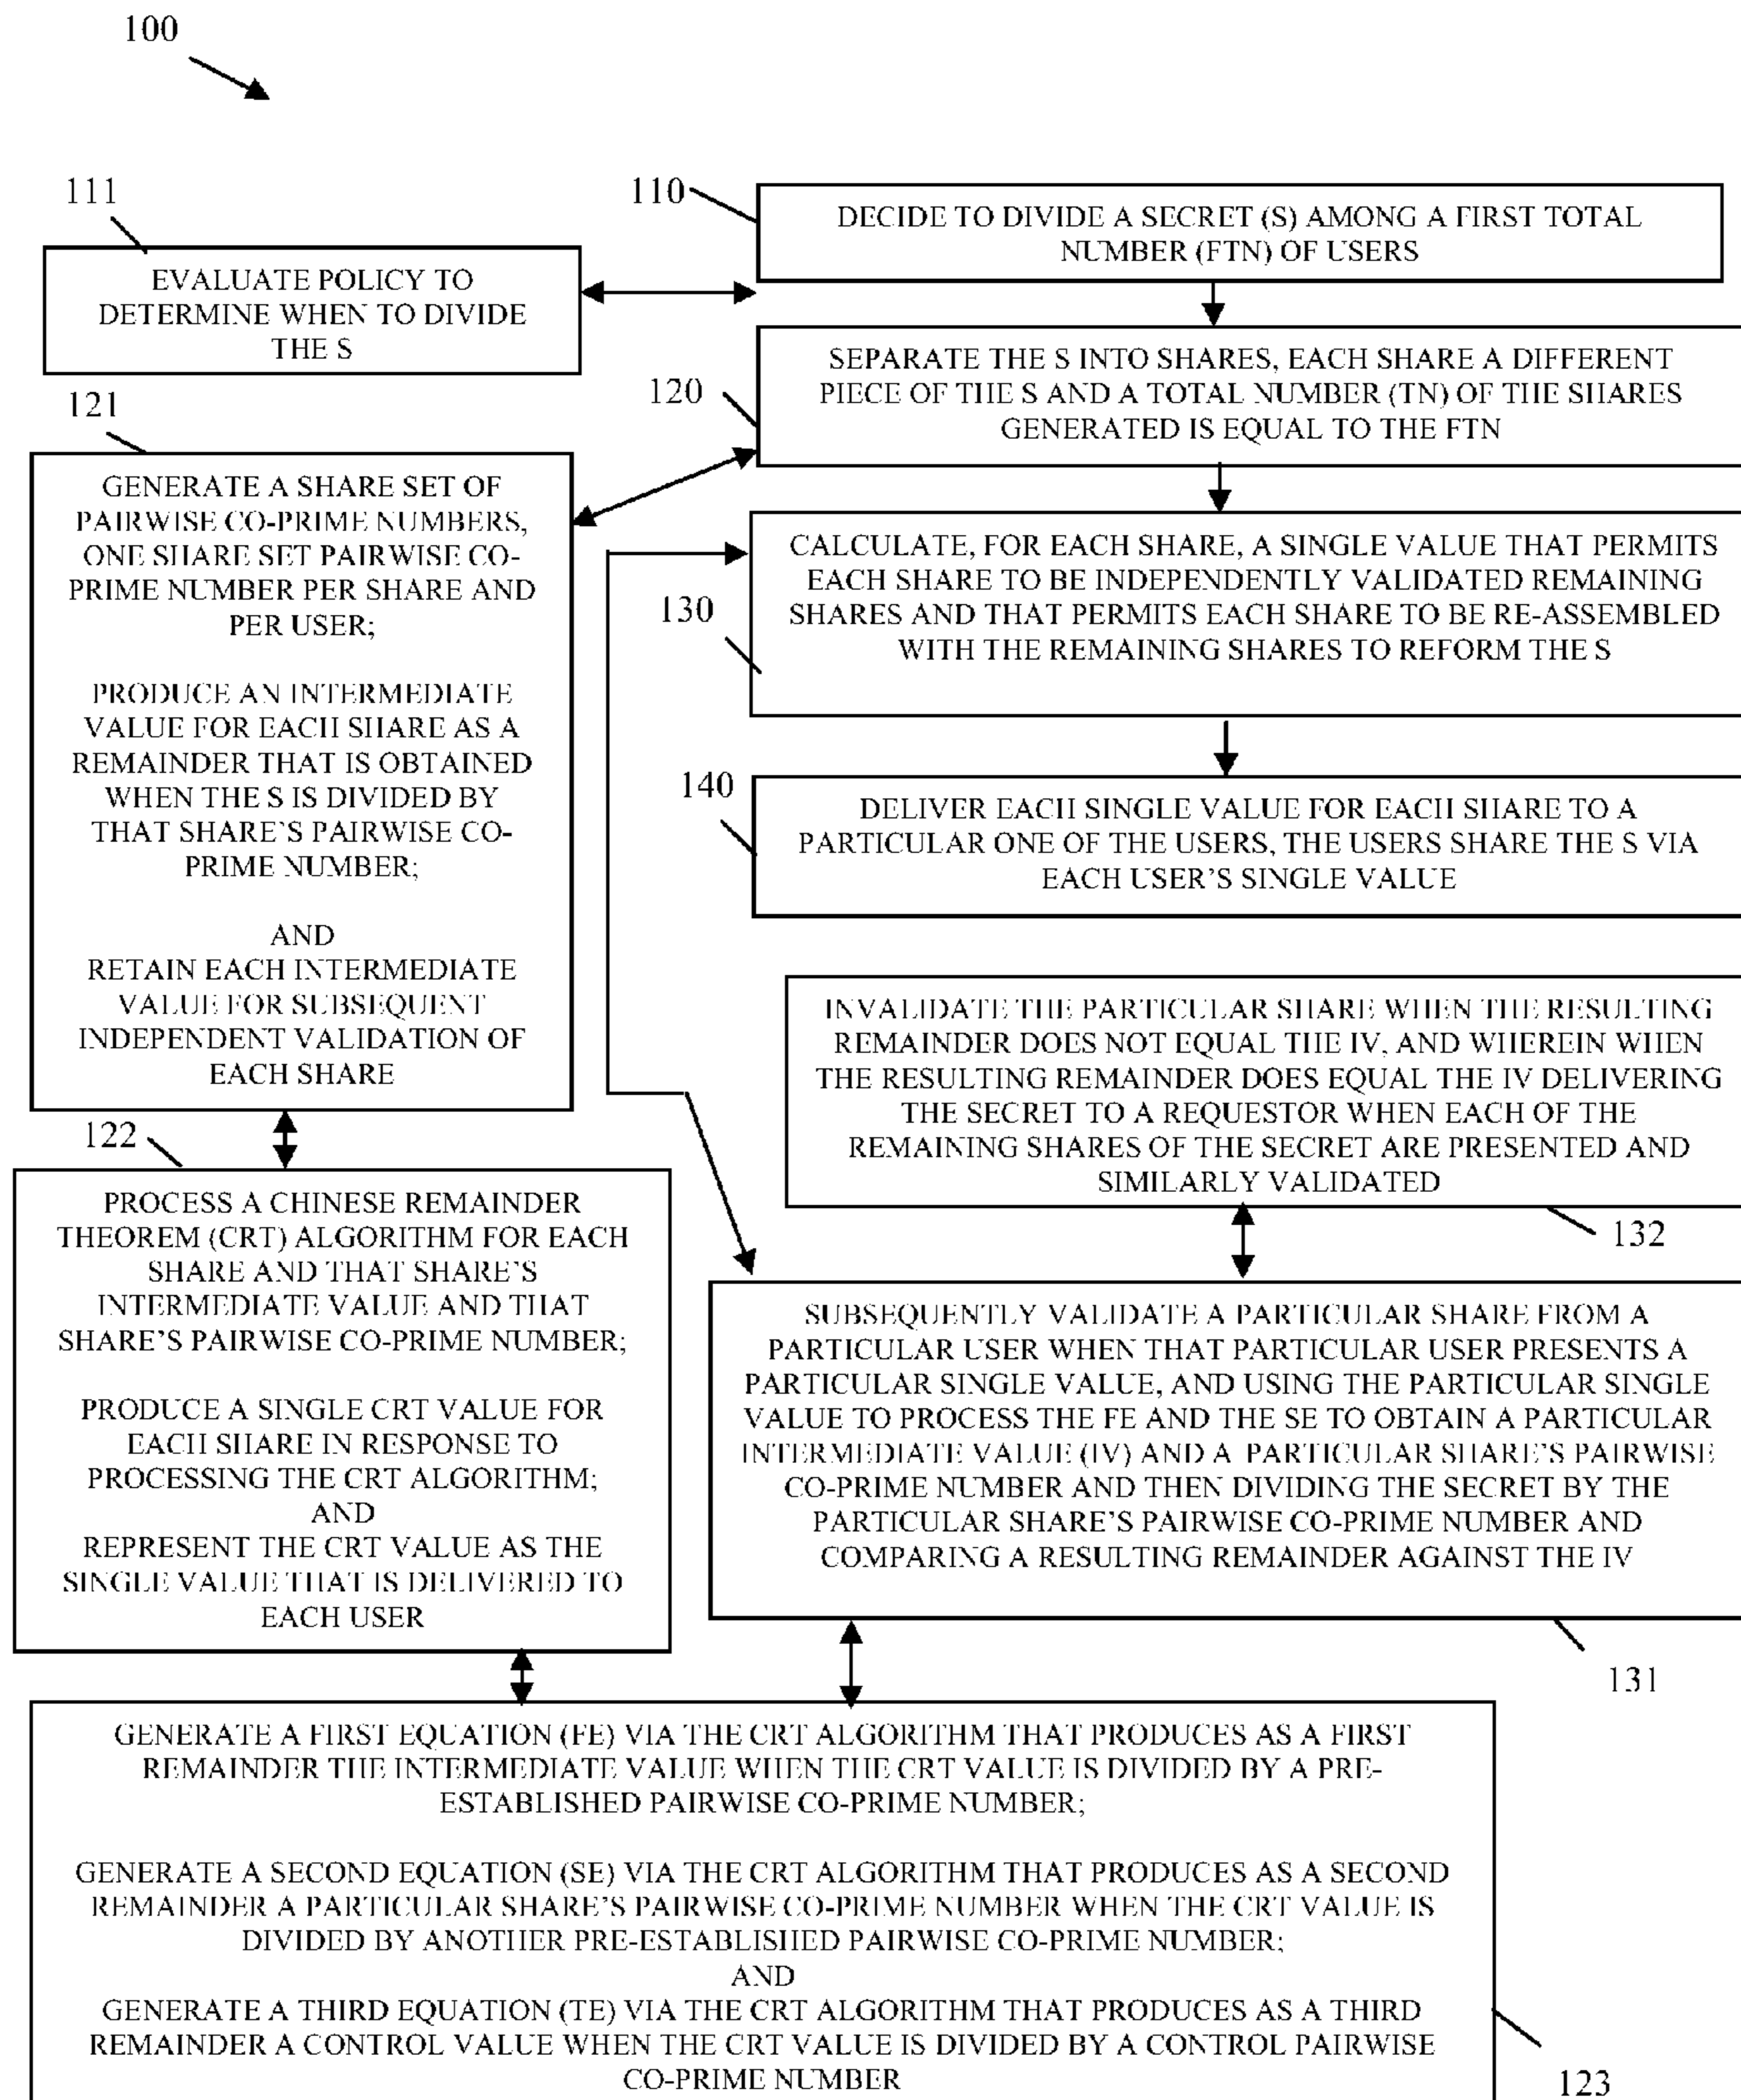 100
111
EVALUATE POLICY TO
DETERMINE WHEN TO DIVIDE
THE S
110
DECIDE TO DIVIDE A SECRET (S) AMONG A FIRST TOTAL
NUMBER (FTN) OF USERS
120
SEPARATE THE S INTO SHARES, EACH SHARE A DIFFERENT
PIECE OF THE S AND A TOTAL NUMBER (TN) OF THE SHARES
GENERATED IS EQUAL TO THE FTN
121
GENERATE A SHARE SET OF
PAIRWISE CO-PRIME NUMBERS,
ONE SHARE SET PAIRWISE CO-
PRIME NUMBER PER SHARE AND
PER USER;
PRODUCE AN INTERMEDIATE
VALUE FOR EACH SHARE AS A
REMAINDER THAT IS OBTAINED
WHEN THE S IS DIVIDED BY
THAT SHARE'S PAIRWISE CO-
PRIME NUMBER;
AND
RETAIN EACH INTERMEDIATE
VALUE FOR SUBSEQUENT
INDEPENDENT VALIDATION OF
EACH SHARE
130
CALCULATE, FOR EACH SHARE, A SINGLE VALUE THAT PERMITS
EACH SHARE TO BE INDEPENDENTLY VALIDATED REMAINING
SHARES AND THAT PERMITS EACH SHARE TO BE RE-ASSEMBLED
WITH THE REMAINING SHARES TO REFORM THE S
140
DELIVER EACH SINGLE VALUE FOR EACH SHARE TO A
PARTICULAR ONE OF THE USERS, THE USERS SHARE THE S VIA
EACH USER'S SINGLE VALUE
INVALIDATE THE PARTICULAR SHARE WHEN THE RESULTING
REMAINDER DOES NOT EQUAL THE IV, AND WHEREIN WHEN
THE RESULTING REMAINDER DOES EQUAL THE IV DELIVERING
THE SECRET TO A REQUESTOR WHEN EACH OF THE
REMAINING SHARES OF THE SECRET ARE PRESENTED AND
SIMILARLY VALIDATED
132
122
PROCESS A CHINESE REMAINDER
THEOREM (CRT) ALGORITHM FOR EACH
SHARE AND THAT SHARE'S
INTERMEDIATE VALUE AND THAT
SHARE'S PAIRWISE CO-PRIME NUMBER;
PRODUCE A SINGLE CRT VALUE FOR
EACH SHARE IN RESPONSE TO
PROCESSING THE CRT ALGORITHM;
AND
REPRESENT THE CRT VALUE AS THE
SINGLE VALUE THAT IS DELIVERED TO
EACH USER
SUBSEQUENTLY VALIDATE A PARTICULAR SHARE FROM A
PARTICULAR USER WHEN THAT PARTICULAR USER PRESENTS A
PARTICULAR SINGLE VALUE, AND USING THE PARTICULAR SINGLE
VALUE TO PROCESS THE FE AND THE SE TO OBTAIN A PARTICULAR
INTERMEDIATE VALUE (IV) AND A PARTICULAR SHARE'S PAIRWISE
CO-PRIME NUMBER AND THEN DIVIDING THE SECRET BY THE
PARTICULAR SHARE'S PAIRWISE CO-PRIME NUMBER AND
COMPARING A RESULTING REMAINDER AGAINST THE IV
131
GENERATE A FIRST EQUATION (FE) VIA THE CRT ALGORITHM THAT PRODUCES AS A FIRST
REMAINDER THE INTERMEDIATE VALUE WHEN THE CRT VALUE IS DIVIDED BY A PRE-
ESTABLISHED PAIRWISE CO-PRIME NUMBER;
GENERATE A SECOND EQUATION (SE) VIA THE CRT ALGORITHM THAT PRODUCES AS A SECOND
REMAINDER A PARTICULAR SHARE'S PAIRWISE CO-PRIME NUMBER WHEN THE CRT VALUE IS
DIVIDED BY ANOTHER PRE-ESTABLISHED PAIRWISE CO-PRIME NUMBER;
AND
GENERATE A THIRD EQUATION (TE) VIA THE CRT ALGORITHM THAT PRODUCES AS A THIRD
REMAINDER A CONTROL VALUE WHEN THE CRT VALUE IS DIVIDED BY A CONTROL PAIRWISE
CO-PRIME NUMBER
123